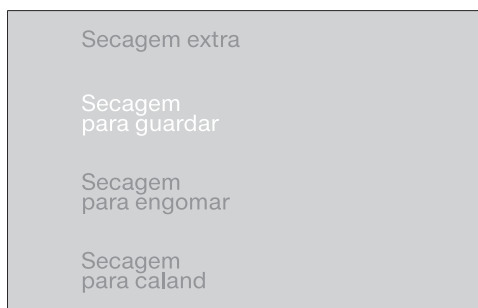 Secagem extra
Secagem
para guardar
Secagem
para engomar
Secagem
para caland